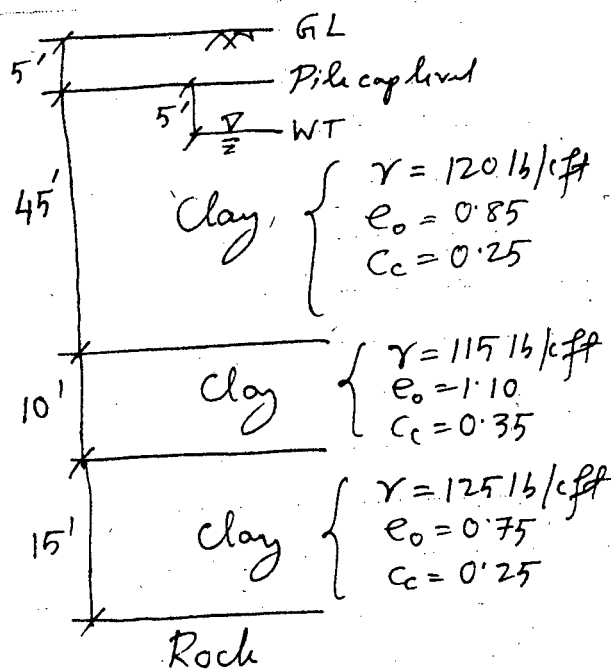 GL
5'
Pile cap level
5'
WT
45'
Clay
γ = 120 lb/cft
e₀ = 0.85
Cc = 0.25
10'
Clay
γ = 115 lb/cft
e₀ = 1.10
Cc = 0.35
15'
Clay
γ = 125 lb/cft
e₀ = 0.75
Cc = 0.25
Rock